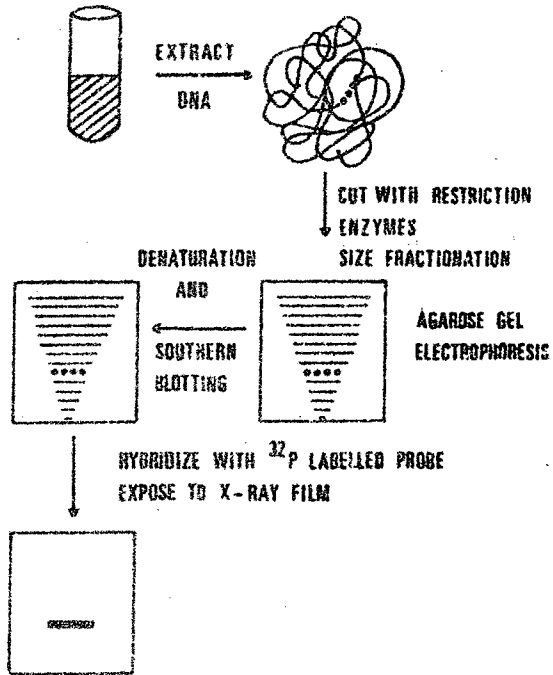 EXTRACT
DNA
CUT WITH RESTRICTION
ENZYMES
SIZE FRACTIONATION
DENATURATION
AND
SOUTHERN
BLOTTING
AGAROSE GEL
ELECTROPHORESIS
HYBRIDIZE WITH ³²P LABELLED PROBE
EXPOSE TO X-RAY FILM